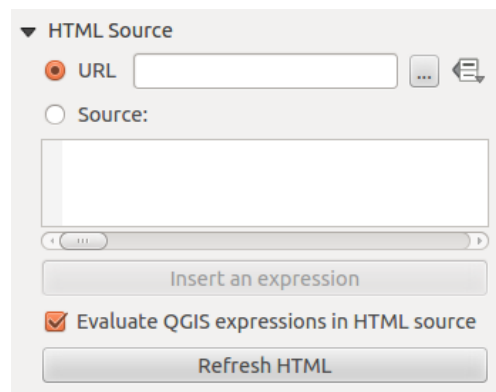 HTML Source
URL
...
Source:
Insert an expression
Evaluate QGIS expressions in HTML source
Refresh HTML